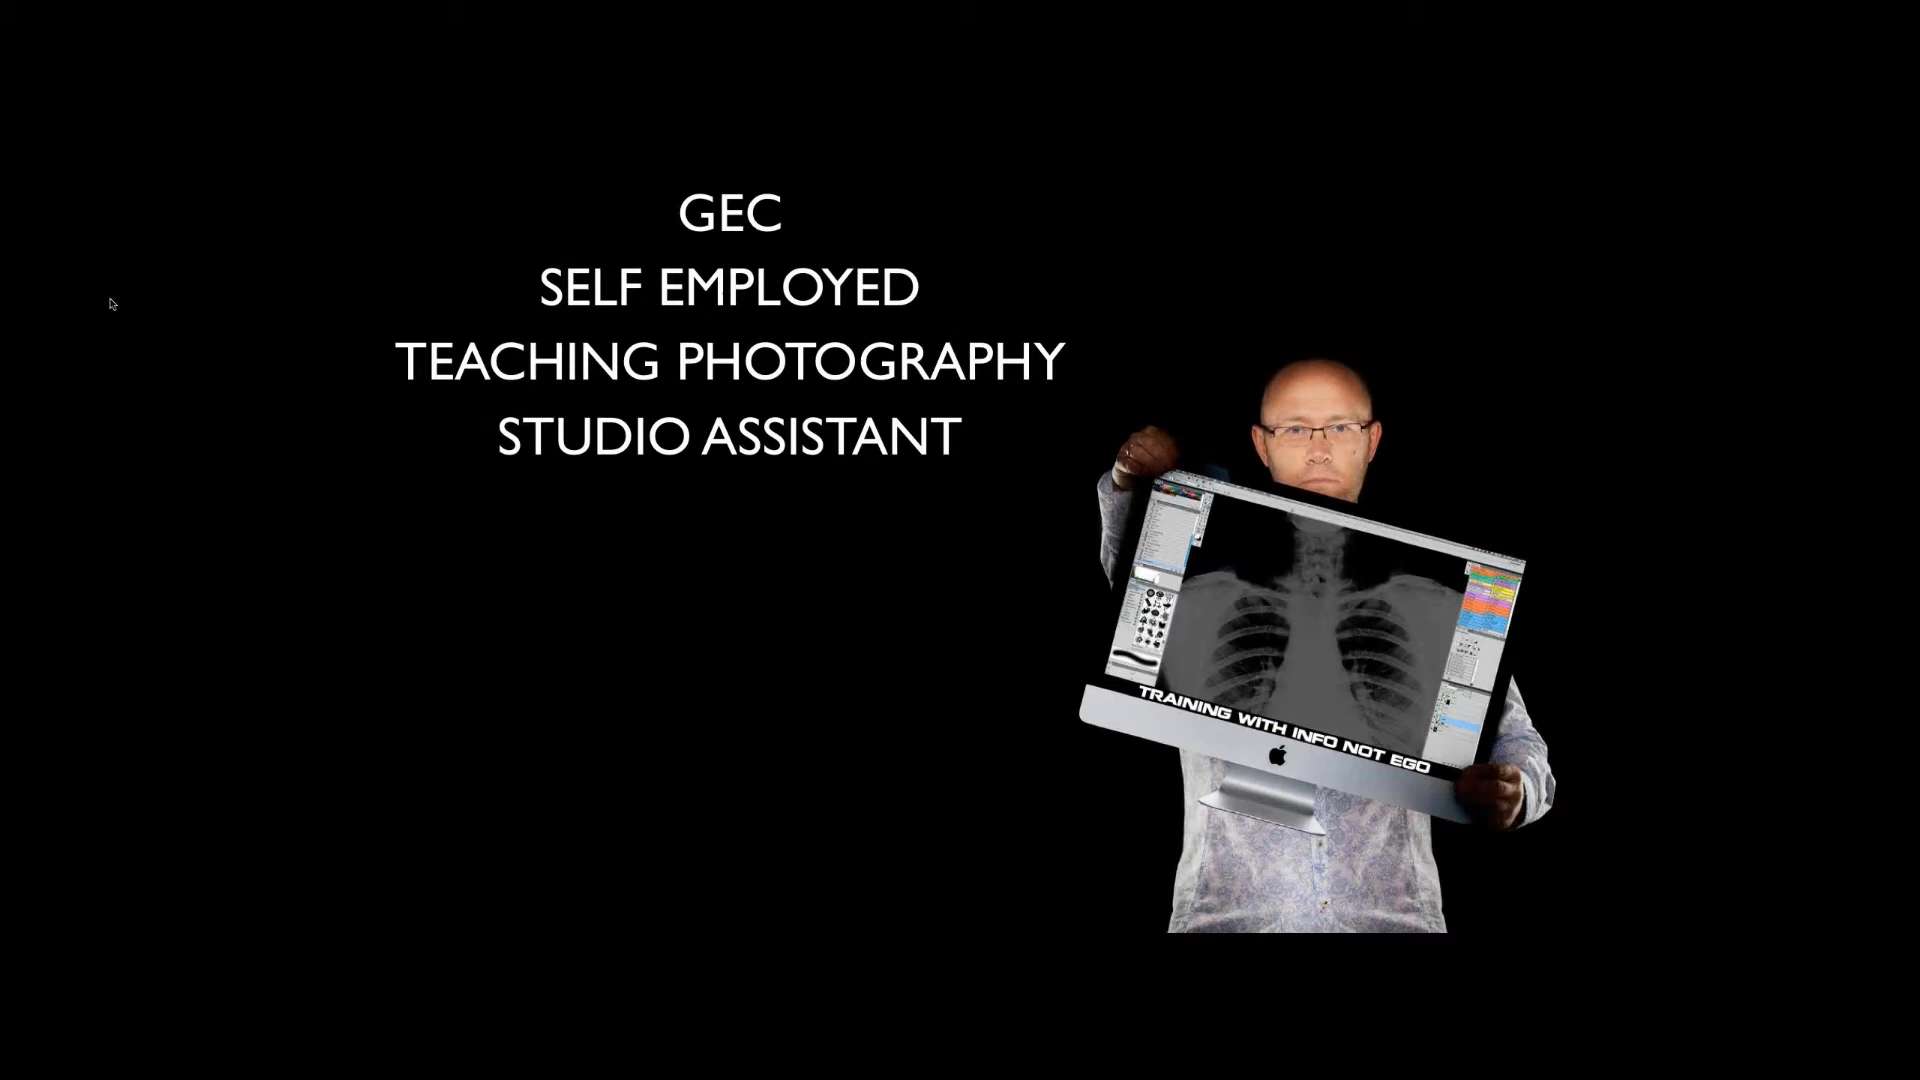 GEC
SELF EMPLOYED
TEACHING PHOTOGRAPHY
STUDIO ASSISTANT
TRAINING WITH INFO NOT EGO